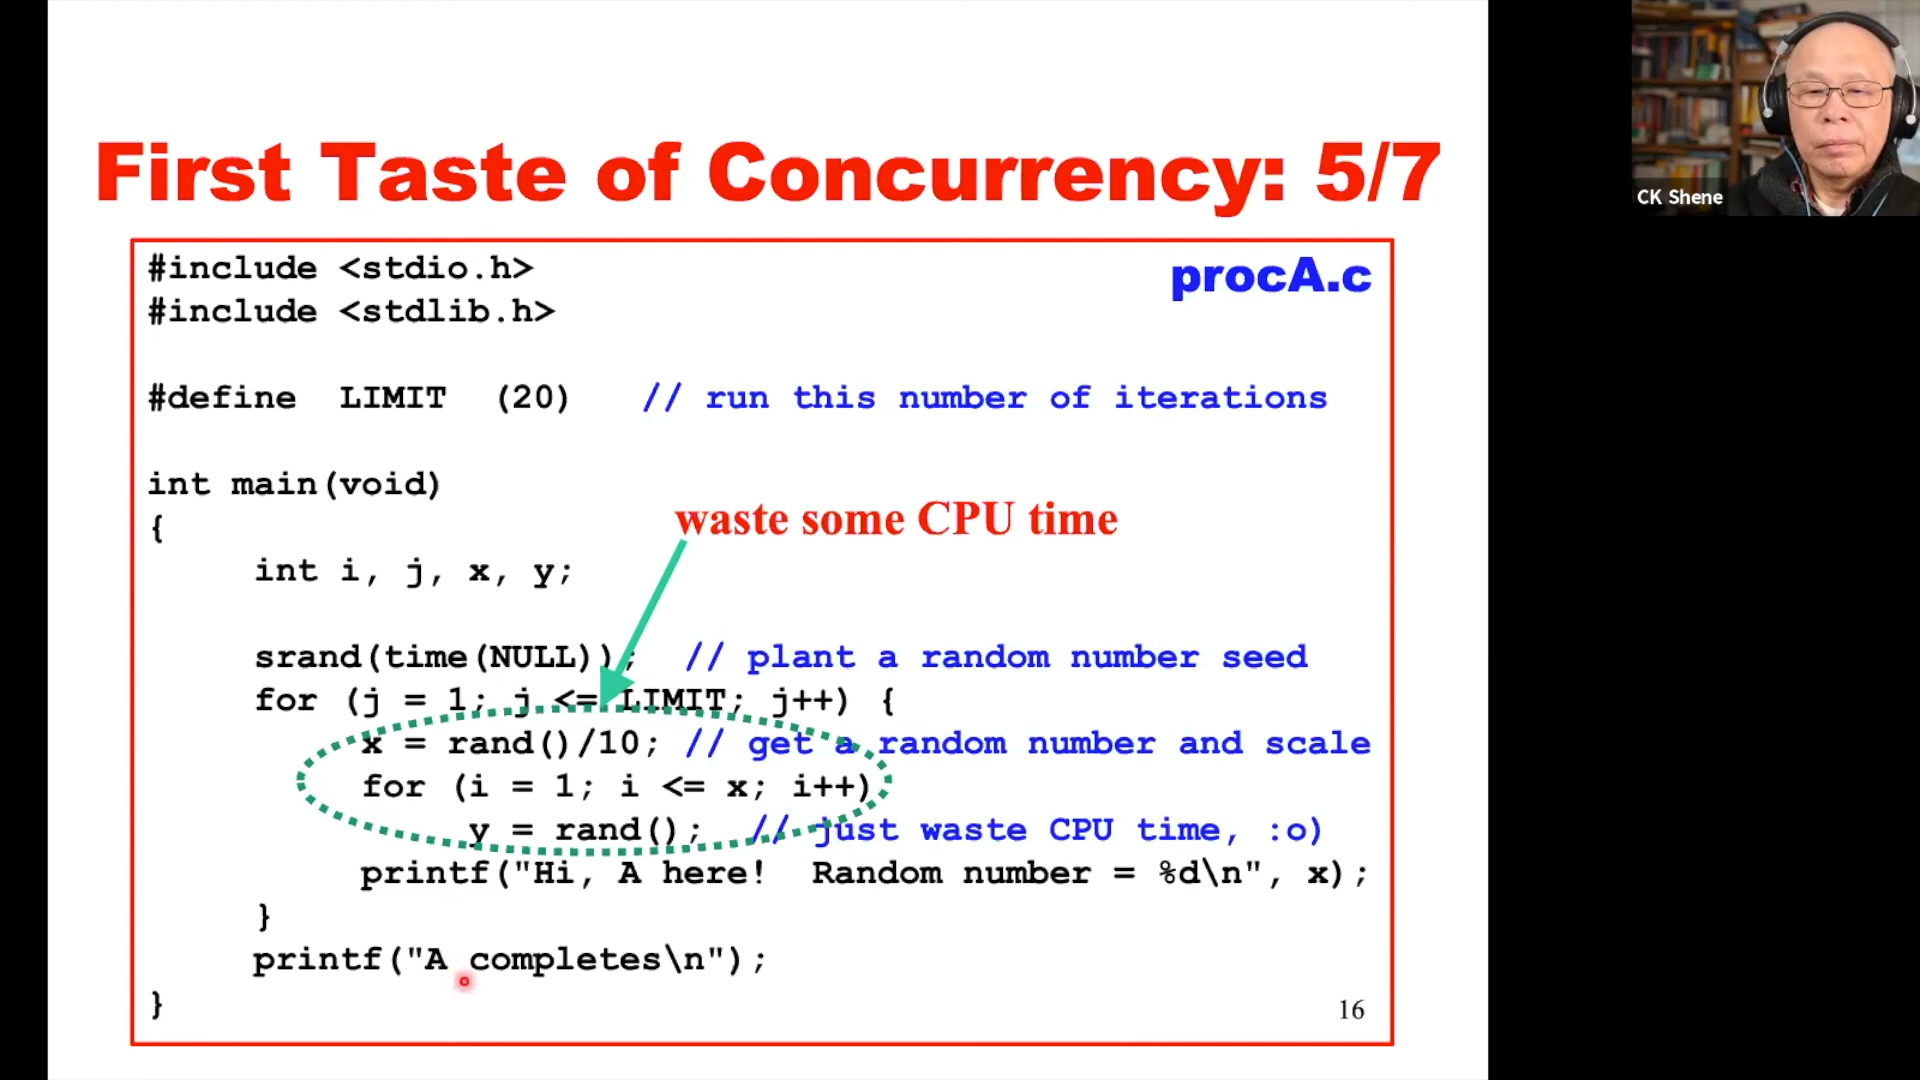 First Taste of Concurrency: 5/7
CK Shene
#include <stdio.h>
procA.c
#include <stdlib.h>
#define  LIMIT  (20)   // run this number of iterations
int main(void)
{
waste some CPU time
int i, j, x, y;
srand(time(NULL));  // plant a random number seed
for (j = 1; j <= LIMIT; j++) {
x = rand()/10; // get a random number and scale
for (i = 1; i <= x; i++)
y = rand();  // just waste CPU time, :o)
printf("Hi, A here!  Random number = %d\n", x);
}
printf("A completes\n");
}
16